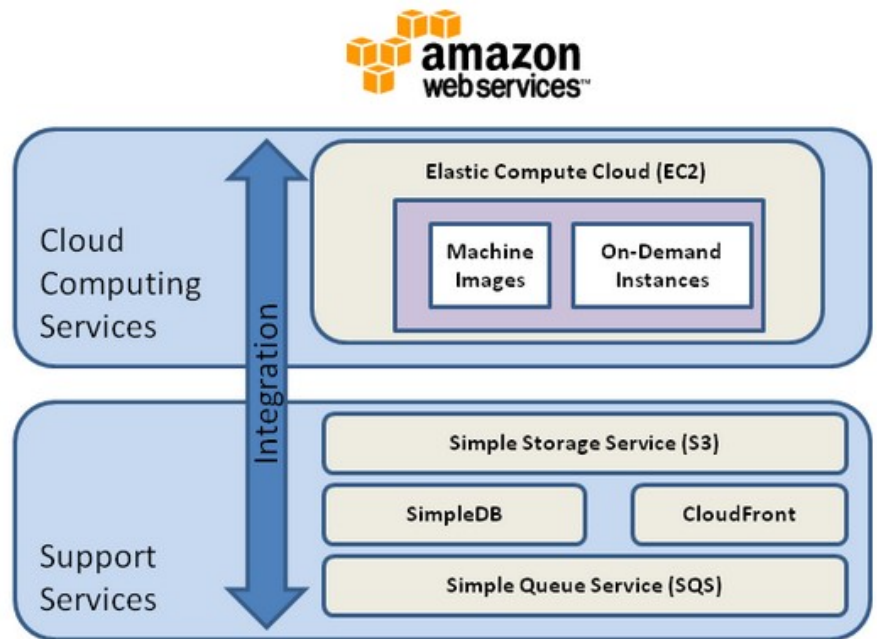 amazon
webservices™
Cloud
Computing
Services
Integration
Elastic Compute Cloud (EC2)
Machine
Images
On-Demand
Instances
Support
Services
Simple Storage Service (S3)
SimpleDB
CloudFront
Simple Queue Service (SQS)